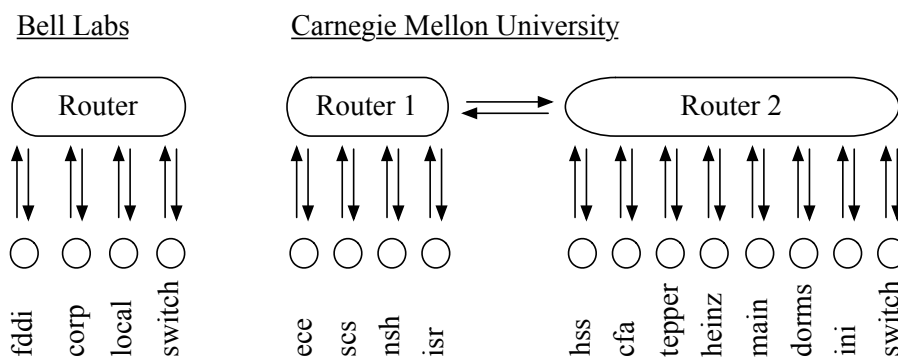 Bell Labs
Carnegie Mellon University
Router
Router 1
Router 2
fddi
corp
local
switch
ece
scs
nsh
isr
hss
cfa
tepper
heinz
main
dorms
ini
switch